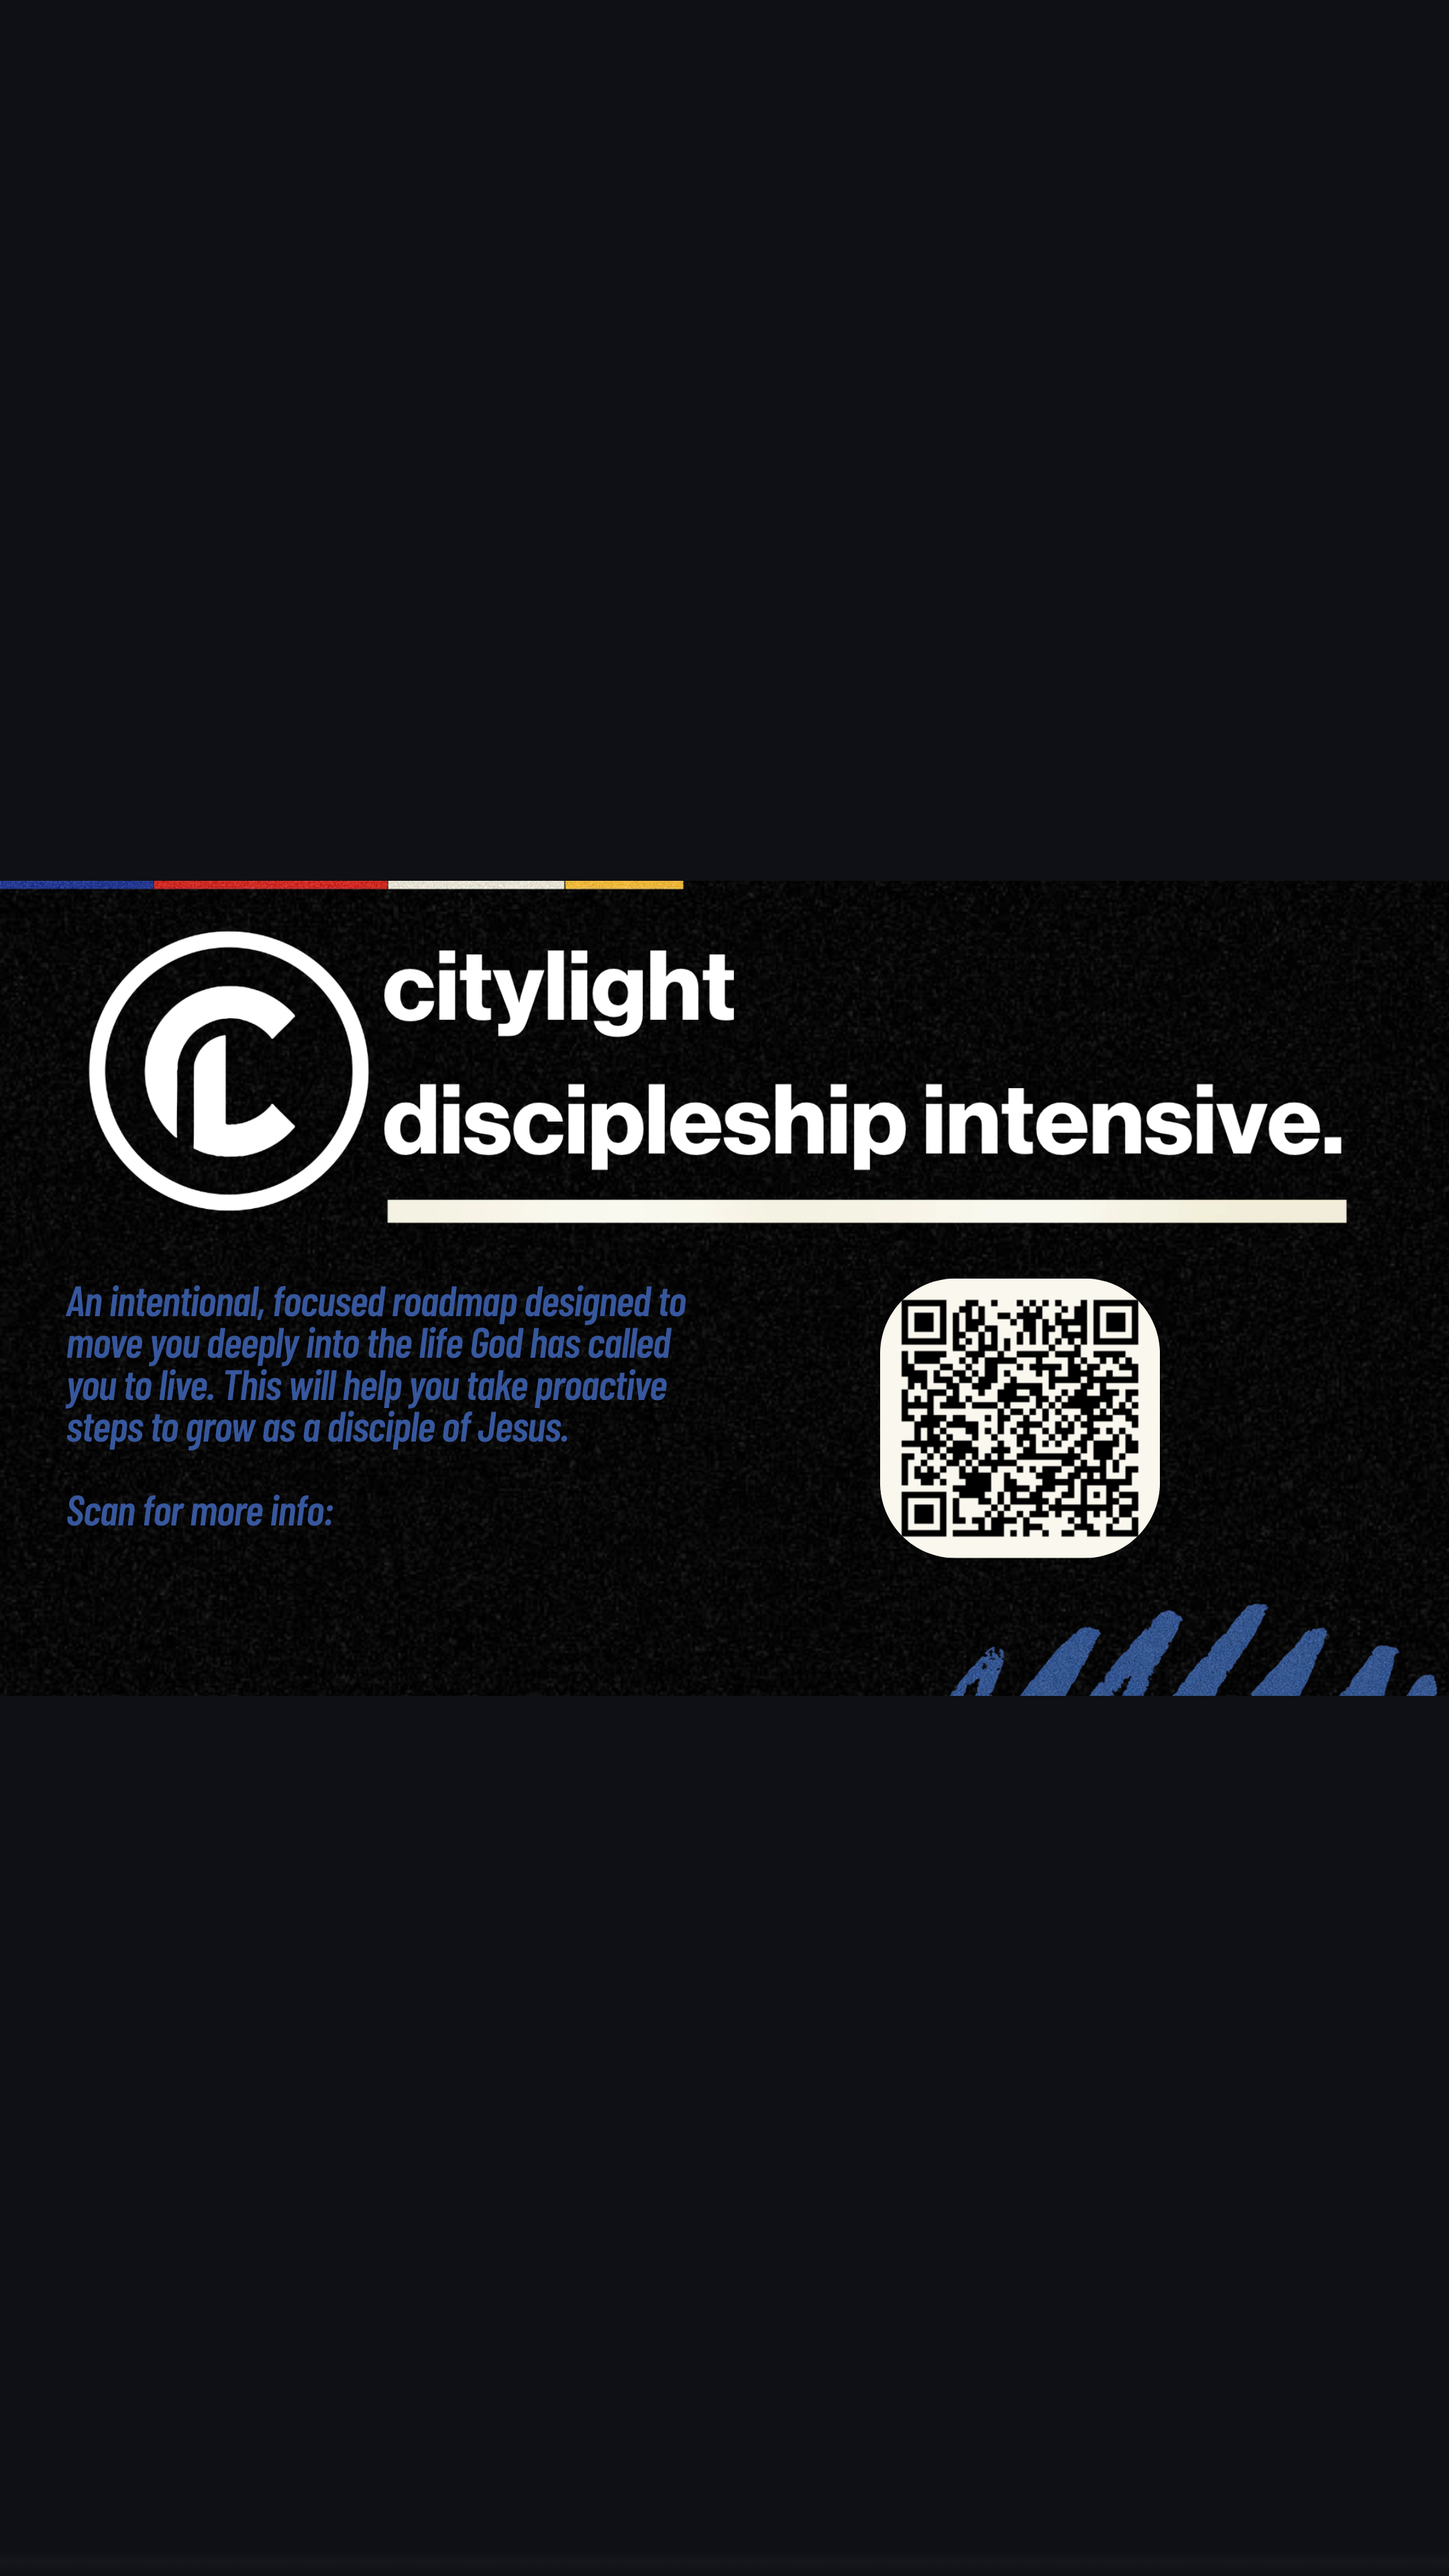 citylight
discipleship intensive.
An intentional, focused roadmap designed to
move you deeply into the life God has called
you to live. This will help you take proactive
steps to grow as a disciple of Jesus.
Scan for more info: